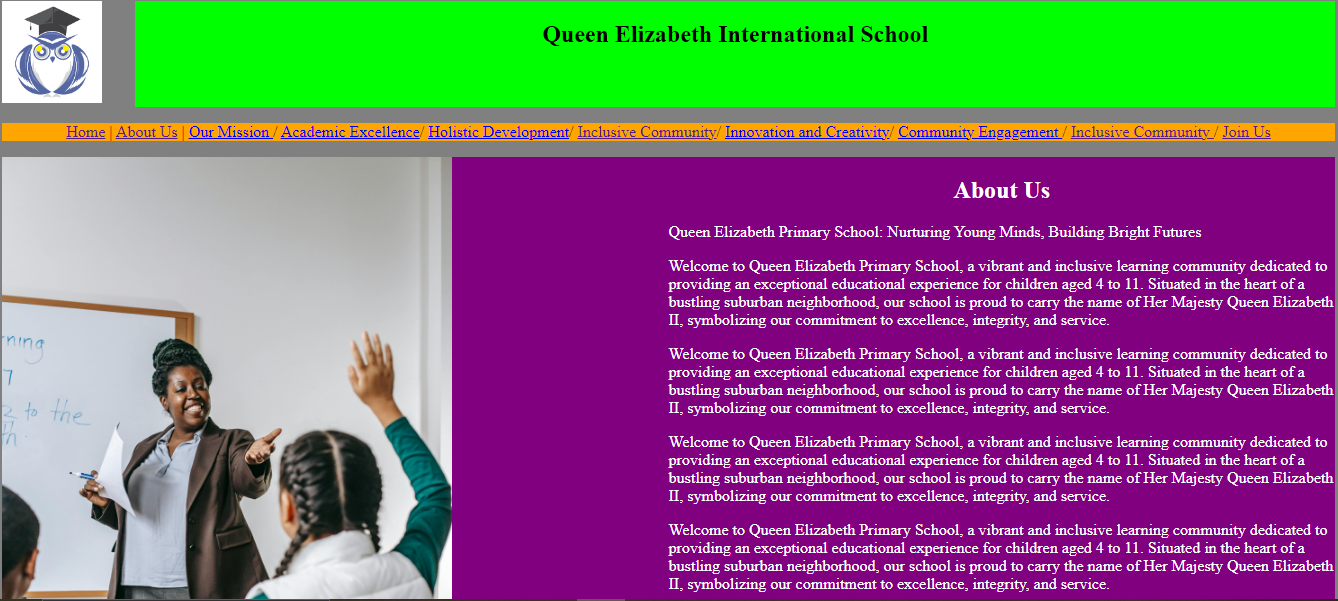 Queen Elizabeth International School
Home | About Us | Our Mission / Academic Excellence/ Holistic Development/ Inclusive Community/ Innovation and Creativity/ Community Engagement / Inclusive Community / Join Us
About Us
Queen Elizabeth Primary School: Nurturing Young Minds, Building Bright Futures
Welcome to Queen Elizabeth Primary School, a vibrant and inclusive learning community dedicated to
providing an exceptional educational experience for children aged 4 to 11. Situated in the heart of a
bustling suburban neighborhood, our school is proud to carry the name of Her Majesty Queen Elizabeth
II, symbolizing our commitment to excellence, integrity, and service.
Welcome to Queen Elizabeth Primary School, a vibrant and inclusive learning community dedicated to
providing an exceptional educational experience for children aged 4 to 11. Situated in the heart of a
bustling suburban neighborhood, our school is proud to carry the name of Her Majesty Queen Elizabeth
II, symbolizing our commitment to excellence, integrity, and service.
Welcome to Queen Elizabeth Primary School, a vibrant and inclusive learning community dedicated to
providing an exceptional educational experience for children aged 4 to 11. Situated in the heart of a
bustling suburban neighborhood, our school is proud to carry the name of Her Majesty Queen Elizabeth
II, symbolizing our commitment to excellence, integrity, and service.
Welcome to Queen Elizabeth Primary School, a vibrant and inclusive learning community dedicated to
providing an exceptional educational experience for children aged 4 to 11. Situated in the heart of a
bustling suburban neighborhood, our school is proud to carry the name of Her Majesty Queen Elizabeth
II, symbolizing our commitment to excellence, integrity, and service.
to the